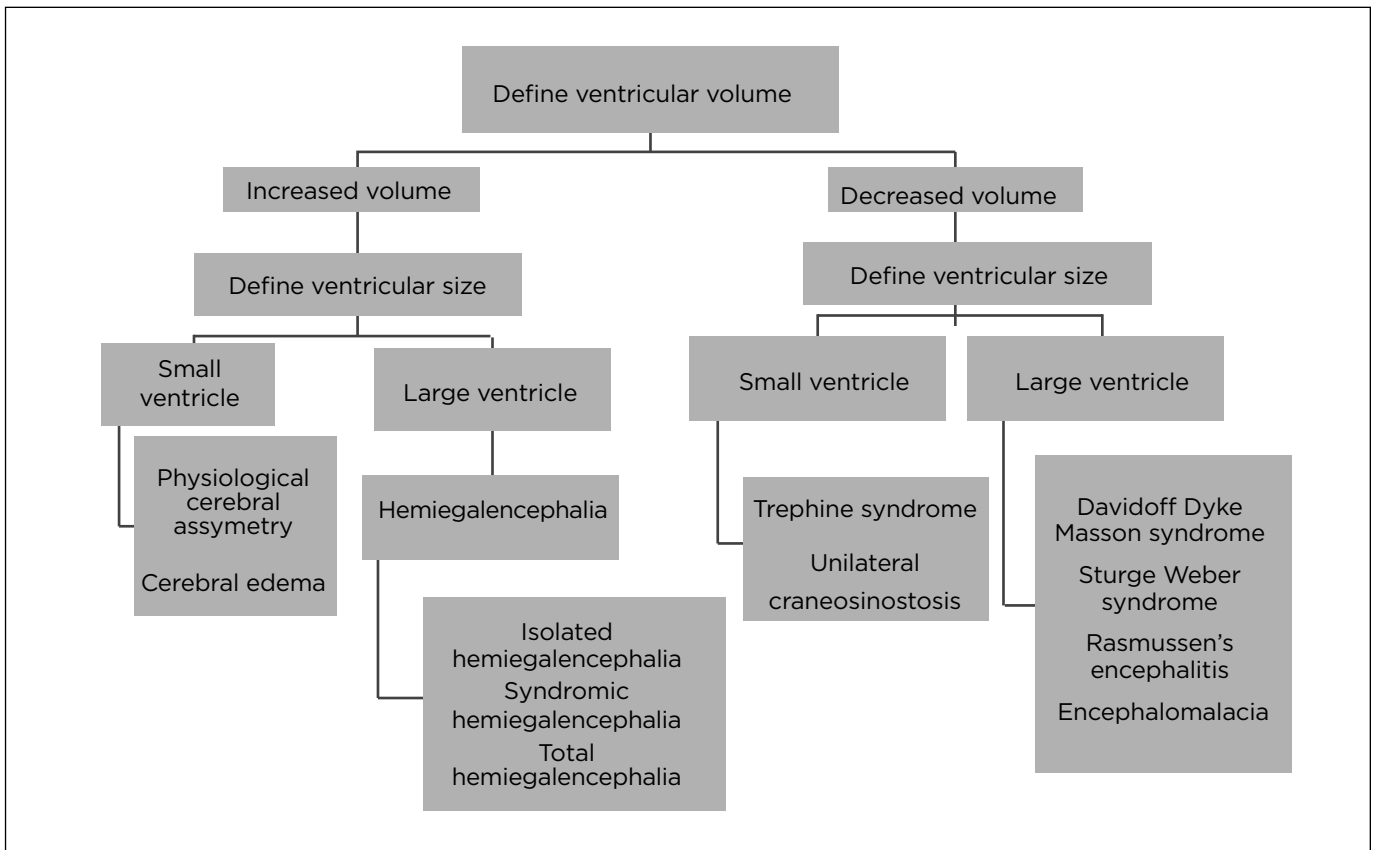 Define ventricular volume
Increased volume
Decreased volume
Define ventricular size
Define ventricular size
Small
ventricle
Large ventricle
Small ventricle
Large ventricle
Physiological
cerebral
assymetry
Cerebral edema
Hemiegalencephalia
Isolated
hemiegalencephalia
Syndromic
hemiegalencephalia
Total
hemiegalencephalia
Trephine syndrome
Unilateral
craneosinostosis
Davidoff Dyke
Masson syndrome
Sturge Weber
syndrome
Rasmussen’s
encephalitis
Encephalomalacia